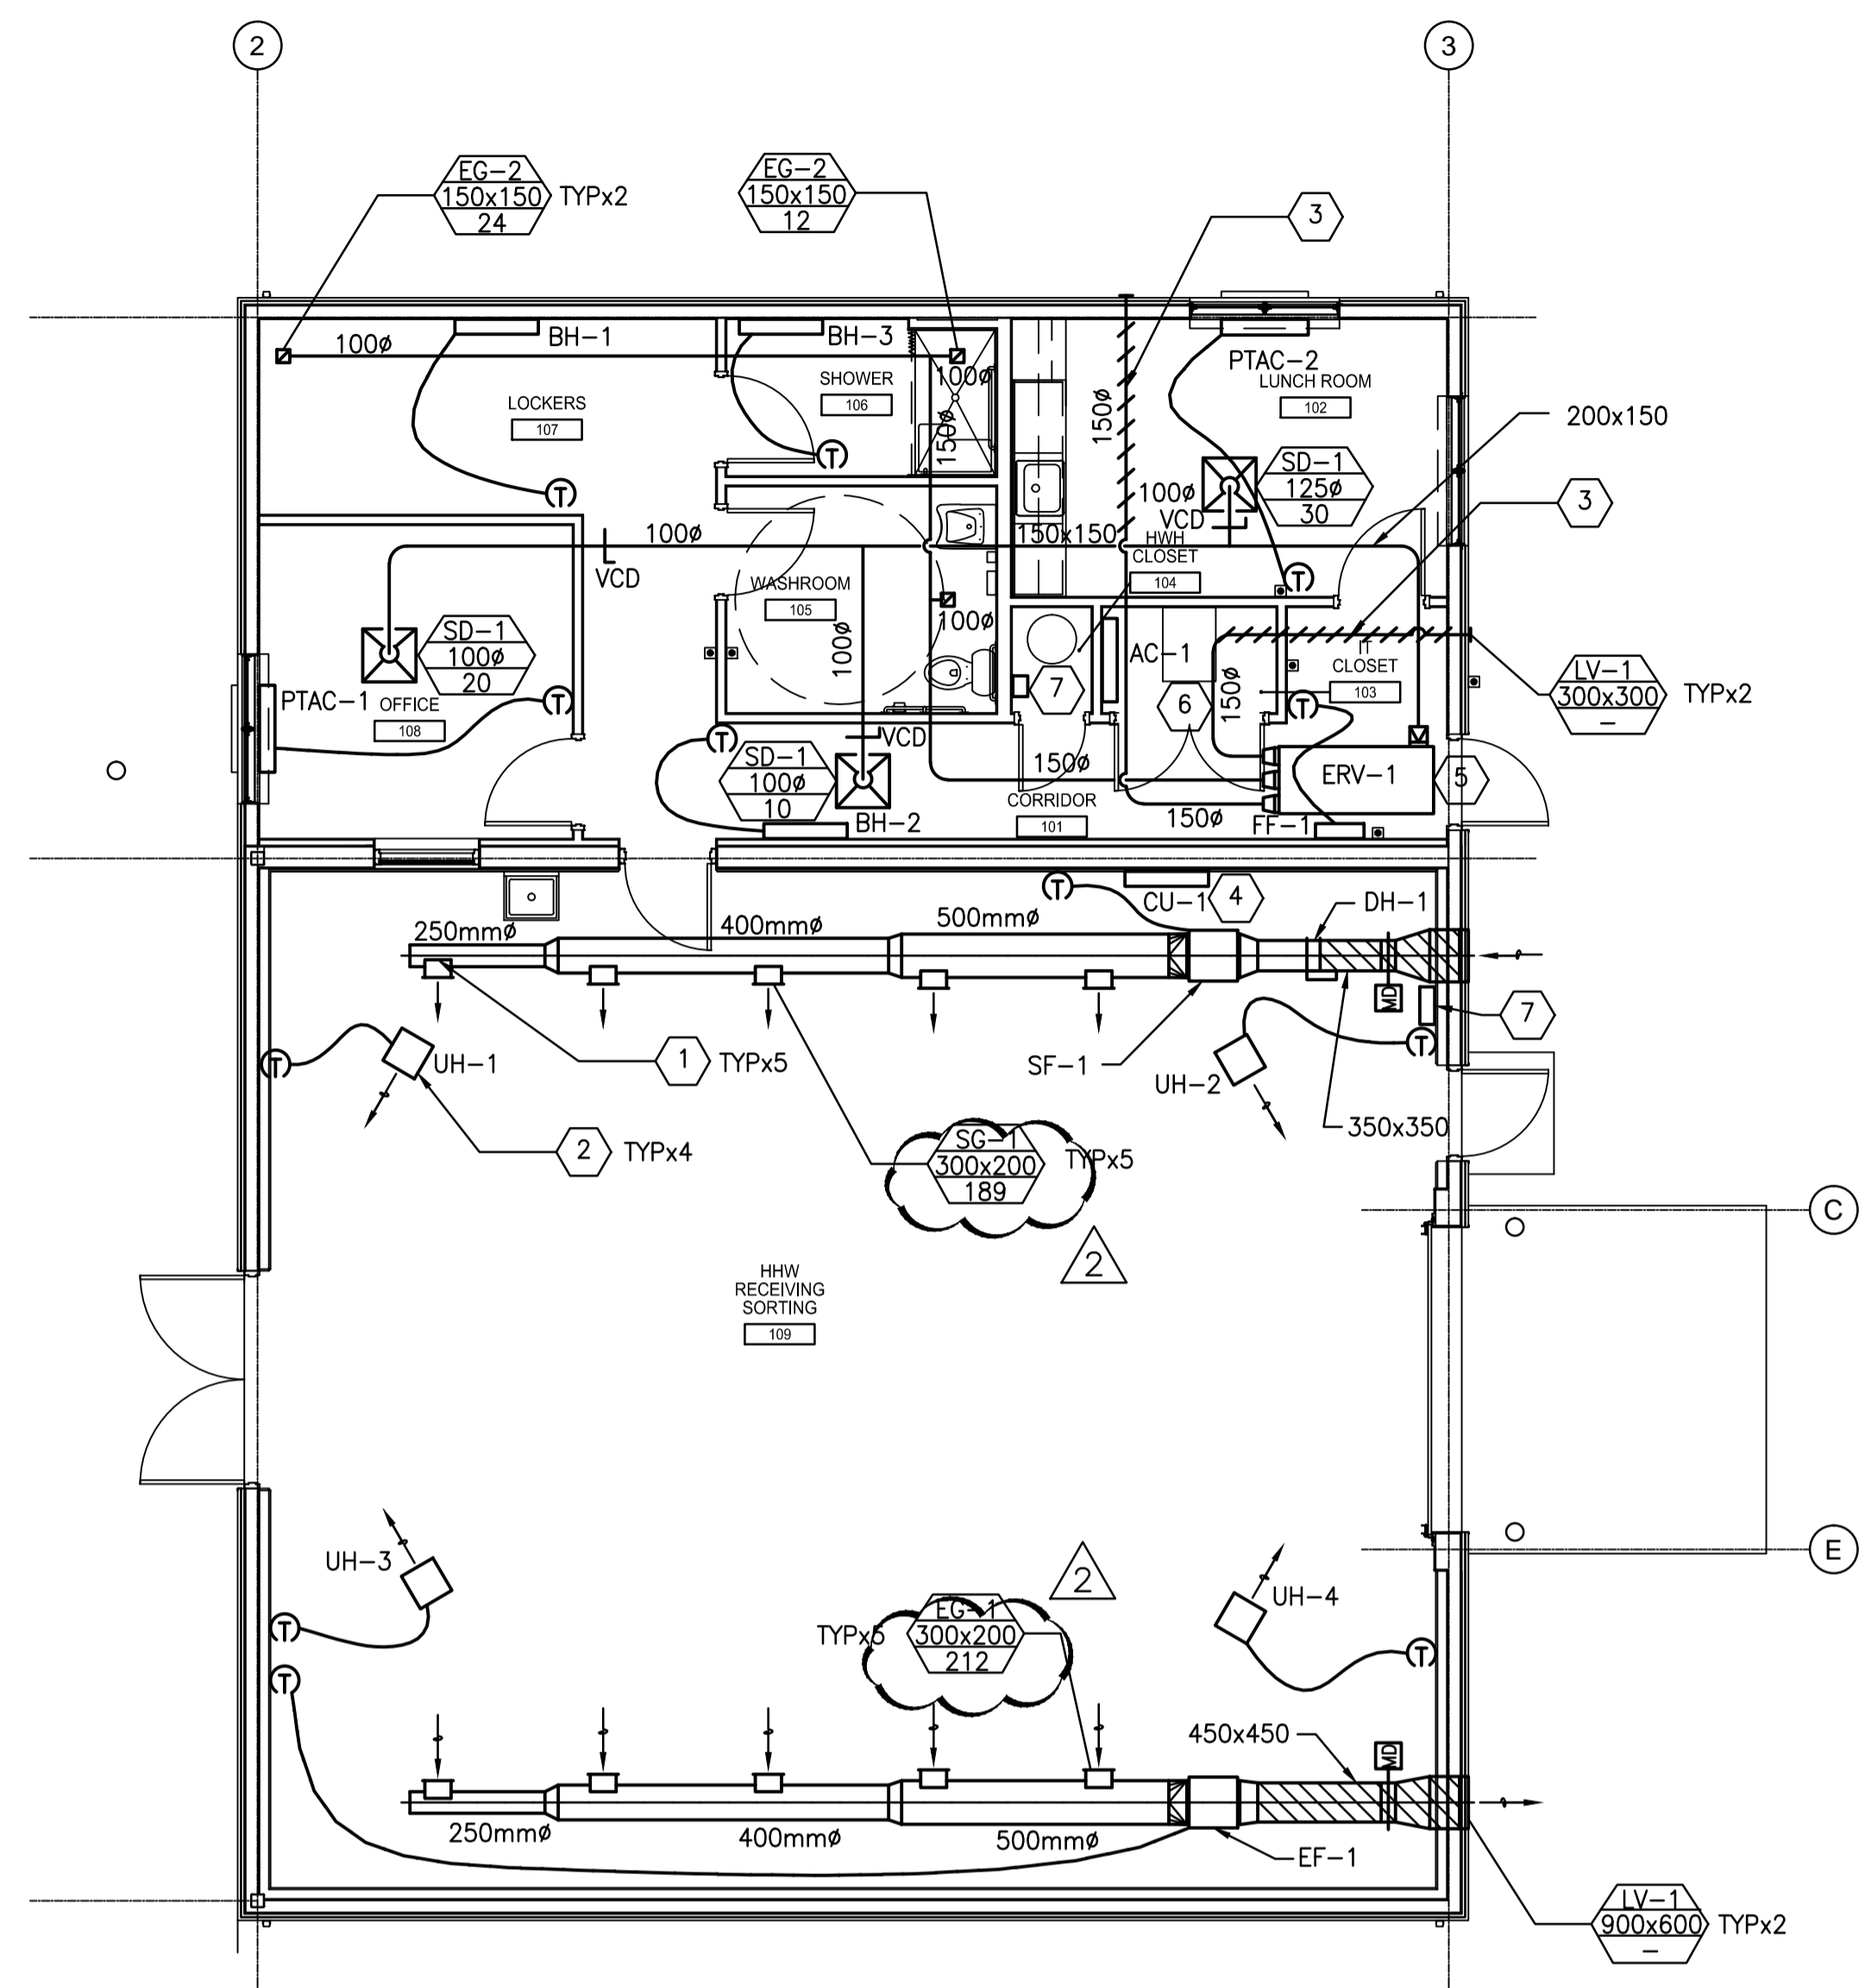 2
3
EG-2
150x150
24
TYPx2
EG-2
150x150
12
3
100ø
BH-1
BH-3
PTAC-2
LUNCH ROOM
102
SHOWER
106
100ø
LOCKERS
107
150ø
150ø
200x150
SD-1
125ø
30
100ø
VCD
3
100ø
VCD
150x150
HWH
CLOSET
104
WASHROOM
105
100ø
100ø
SD-1
100ø
20
PTAC-1
OFFICE
108
AC-1
7
6
150ø
IT
CLOSET
103
LV-1
300x300
-
TYPx2
VCD
SD-1
100ø
10
BH-2
150ø
CORRIDOR
101
150ø
FF-1
ERV-1
5
CU-1
4
DH-1
250mmø
400mmø
500mmø
MD
7
UH-1
1
TYPx5
SF-1
UH-2
350x350
2
TYPx4
SG-1
300x200
189
TYPx5
2
C
HHW
RECEIVING
SORTING
109
E
UH-3
2
UH-4
EG-1
300x200
212
TYPx5
450x450
MD
250mmø
400mmø
500mmø
EF-1
LV-1
900x600
-
TYPx2
T
T
T
T
T
T
T
T
T
T
T
T